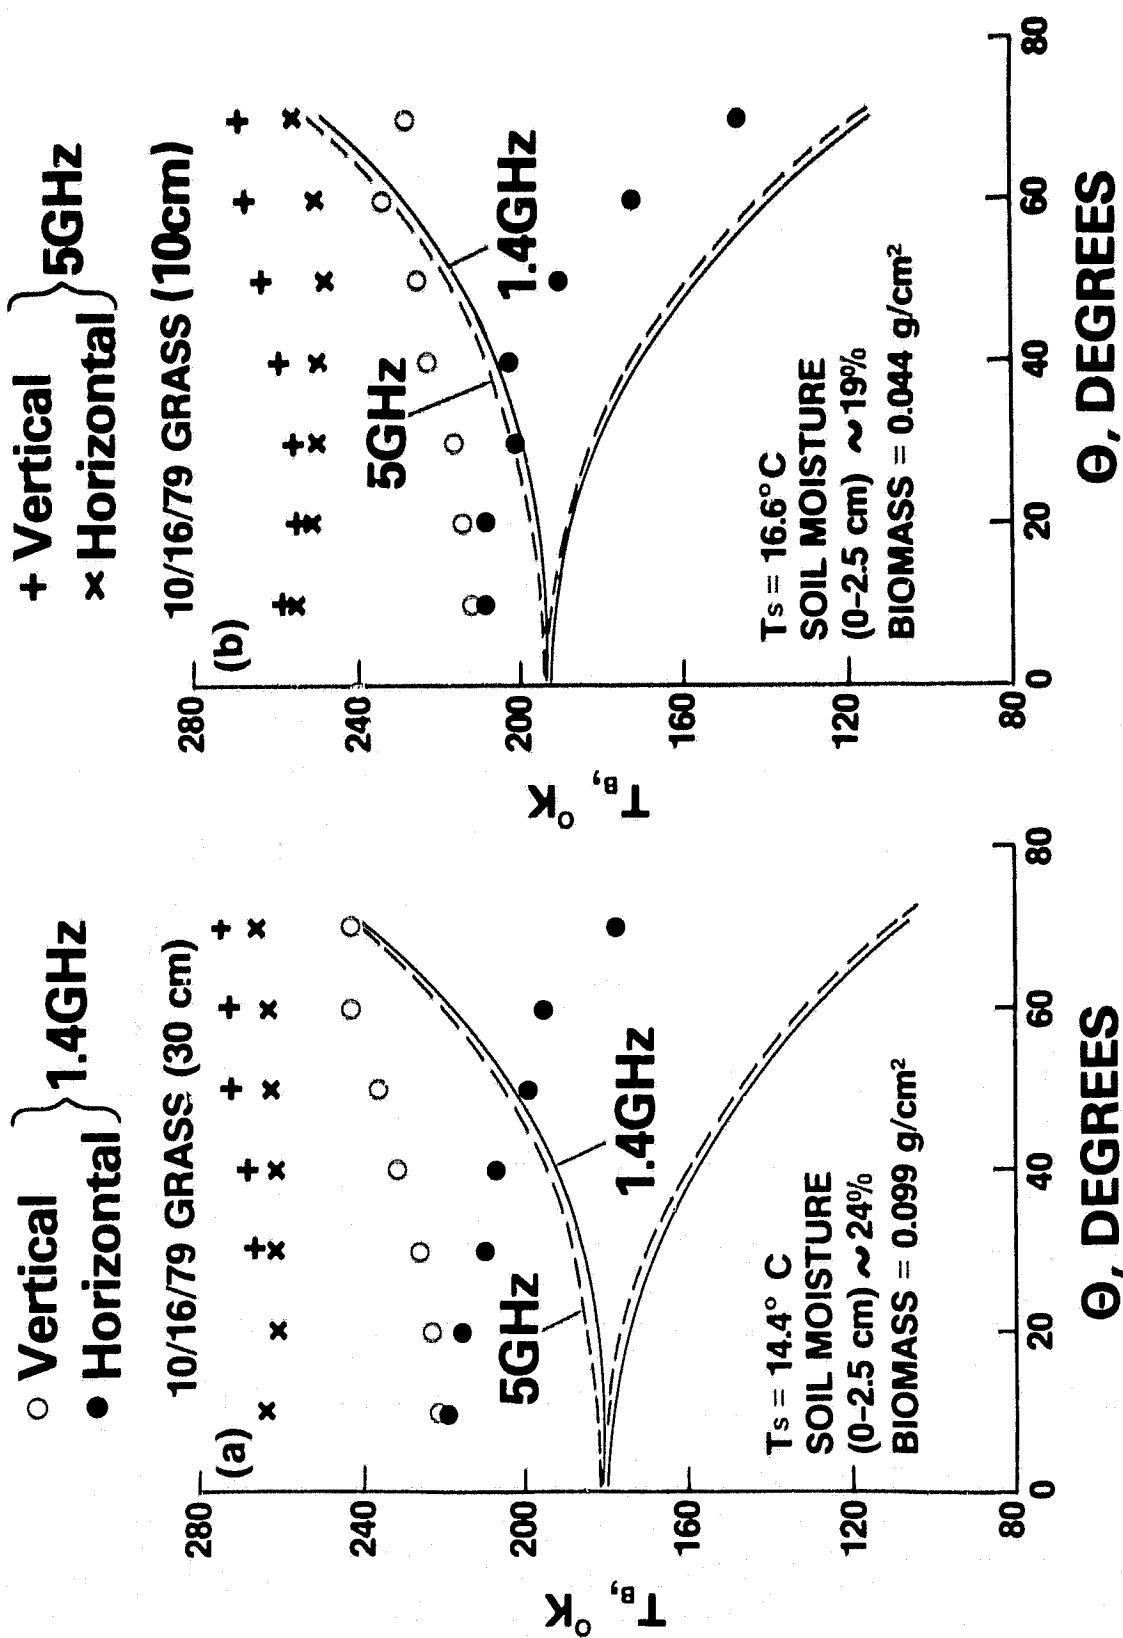 ○ Vertical
● Horizontal } 1.4GHz
+ Vertical
× Horizontal } 5GHz
10/16/79 GRASS (30 cm)
(a)
280
240
200
160
120
80
T_B, °K
5GHz
1.4GHz
Ts = 14.4° C
SOIL MOISTURE
(0–2.5 cm) ~ 24%
BIOMASS = 0.099 g/cm²
0 20 40 60 80
Θ, DEGREES
10/16/79 GRASS (10cm)
(b)
280
240
200
160
120
80
T_B, °K
5GHz
1.4GHz
Ts = 16.6°C
SOIL MOISTURE
(0–2.5 cm) ~19%
BIOMASS = 0.044 g/cm²
0 20 40 60 80
Θ, DEGREES